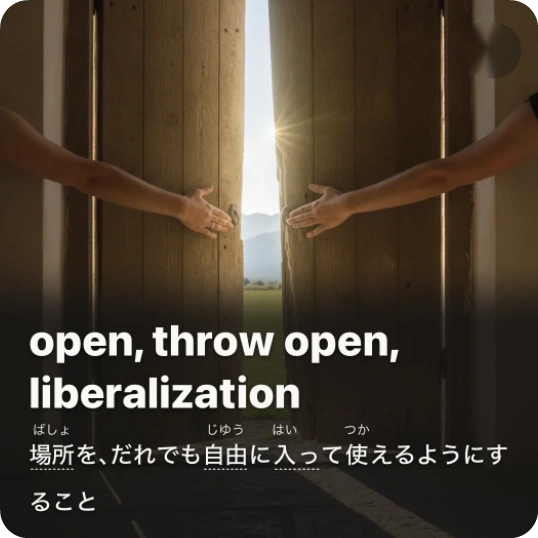 open, throw open,
liberalization
ばしょ じゆう はい つか
場所を、だれでも自由に入って使えるようにす
ること